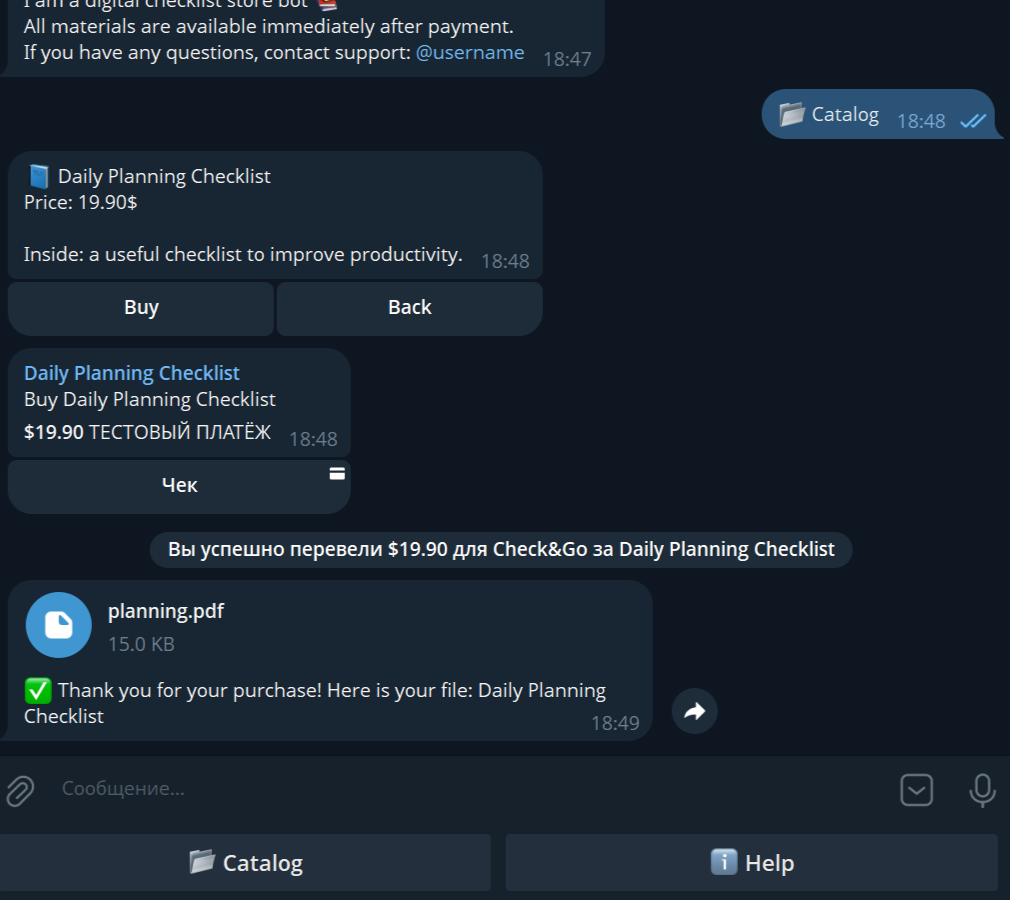 I am a digital checklist store bot
All materials are available immediately after payment.
If you have any questions, contact support: @username 18:47
Catalog 18:48
Daily Planning Checklist
Price: 19.90$
Inside: a useful checklist to improve productivity. 18:48
Buy Back
Daily Planning Checklist
Buy Daily Planning Checklist
$19.90 ТЕСТОВЫЙ ПЛАТЁЖ 18:48
Чек
Вы успешно перевели $19.90 для Check&Go за Daily Planning Checklist
planning.pdf
15.0 KB
Thank you for your purchase! Here is your file: Daily Planning
Checklist 18:49
Сообщение...
Catalog Help